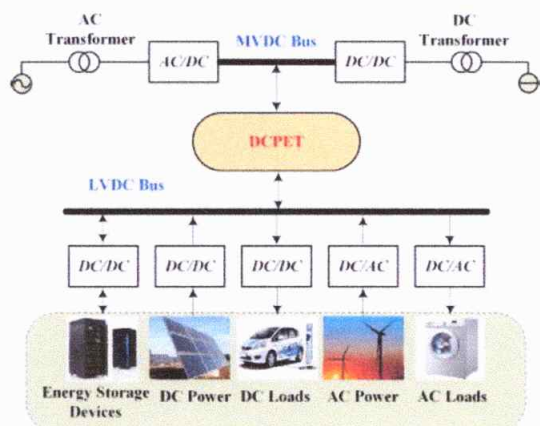 AC
Transformer
MVDC Bus
DC
Transformer
AC/DC
DC/DC
DCPET
LVDC Bus
DC/DC
DC/DC
DC/DC
DC/AC
DC/AC
Energy Storage
Devices
DC Power
DC Loads
AC Power
AC Loads